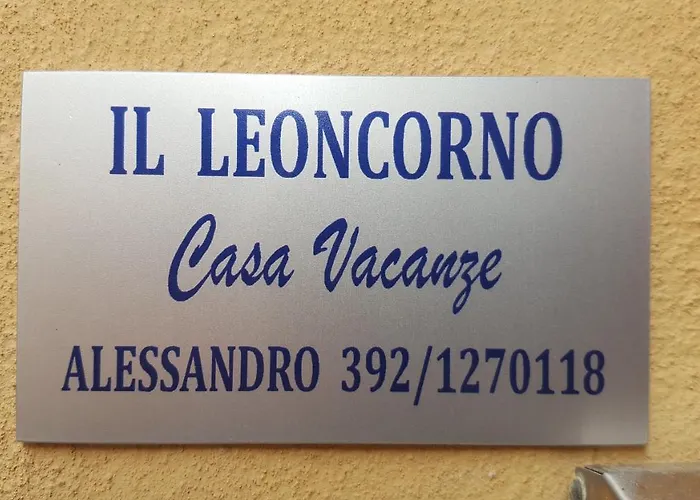 IL LEONCORNO
Casa Vacanze
ALESSANDRO 392/1270118